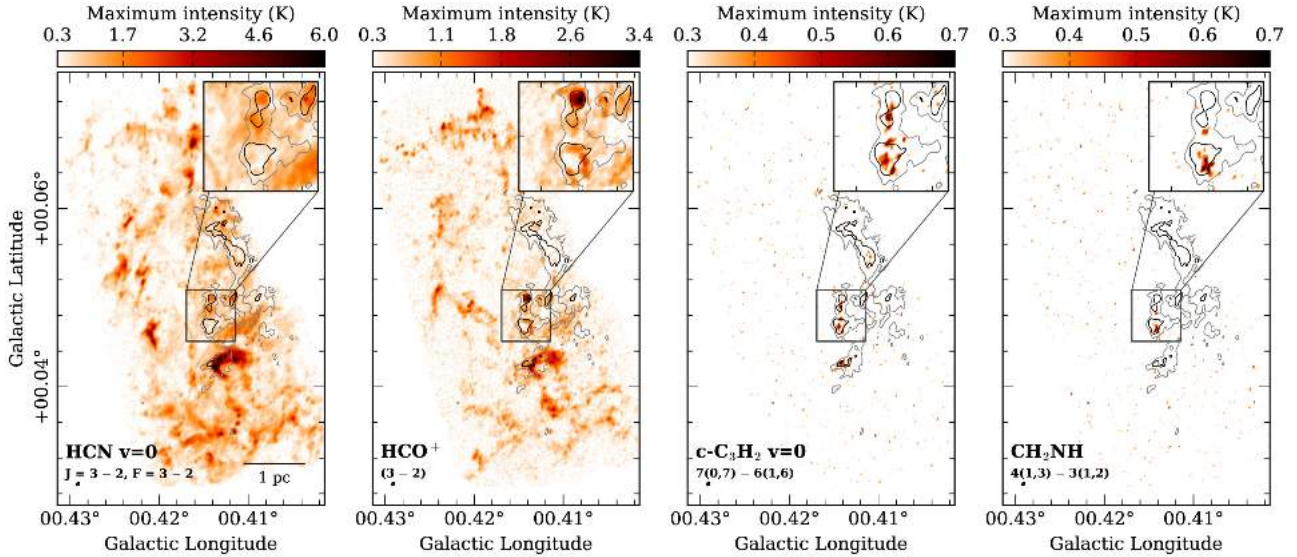 Maximum intensity (K) Maximum intensity (K) Maximum intensity (K) Maximum intensity (K)
0.3 1.7 3.2 4.6 6.0 0.3 1.1 1.8 2.6 3.4 0.3 0.4 0.5 0.6 0.7 0.3 0.4 0.5 0.6 0.7
Galactic Latitude
+00.06°
+00.04°
HCN v=0
J = 3 − 2, F = 3 − 2
1 pc
HCO⁺
(3 − 2)
c-C₃H₂ v=0
7(0,7) − 6(1,6)
CH₂NH
4(1,3) − 3(1,2)
00.43° 00.42° 00.41° 00.43° 00.42° 00.41° 00.43° 00.42° 00.41° 00.43° 00.42° 00.41°
Galactic Longitude Galactic Longitude Galactic Longitude Galactic Longitude